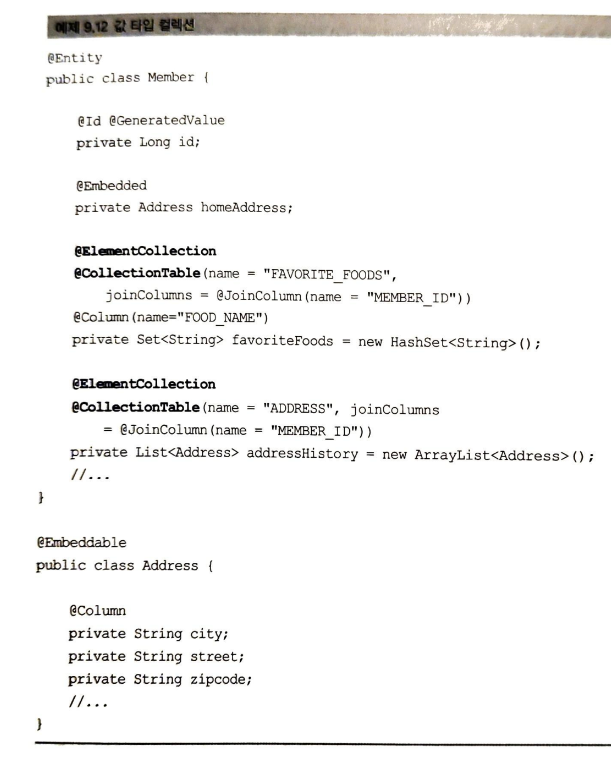 예제 9.12 값 타입 컬렉션
@Entity
public class Member {
@Id @GeneratedValue
private Long id;
@Embedded
private Address homeAddress;
@ElementCollection
@CollectionTable(name = "FAVORITE_FOODS",
joinColumns = @JoinColumn(name = "MEMBER_ID"))
@Column(name="FOOD_NAME")
private Set<String> favoriteFoods = new HashSet<String>();
@ElementCollection
@CollectionTable(name = "ADDRESS", joinColumns
= @JoinColumn(name = "MEMBER_ID"))
private List<Address> addressHistory = new ArrayList<Address>();
//...
}
@Embeddable
public class Address {
@Column
private String city;
private String street;
private String zipcode;
//...
}